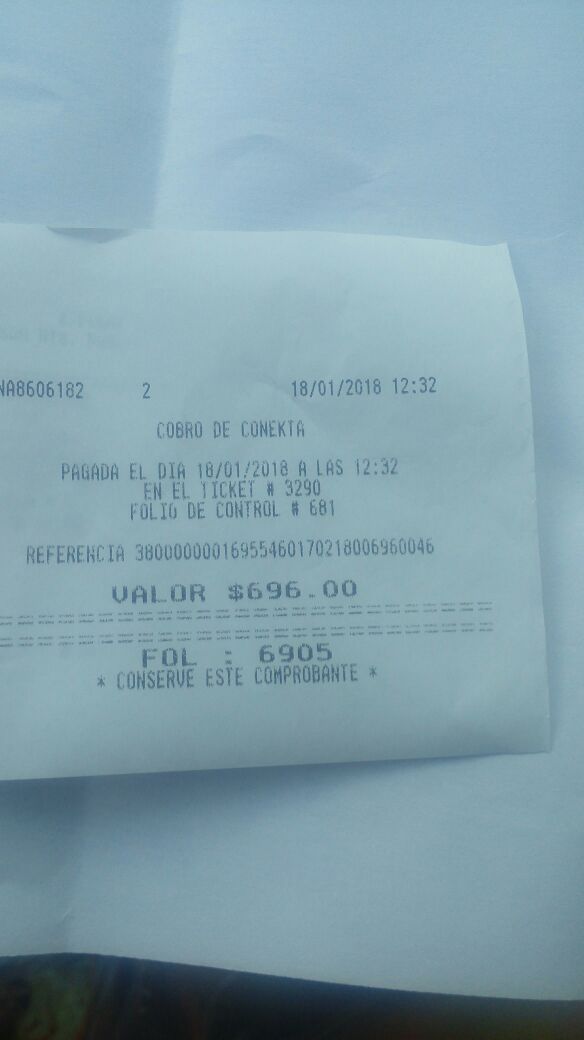 NA8606182 2 18/01/2018 12:32
COBRO DE CONEKTA
PAGADA EL DIA 18/01/2018 A LAS 12:32
EN EL TICKET # 3290
FOLIO DE CONTROL # 681
REFERENCIA 38000000016955460170218006960046
VALOR $696.00
FOL : 6905
* CONSERVE ESTE COMPROBANTE *